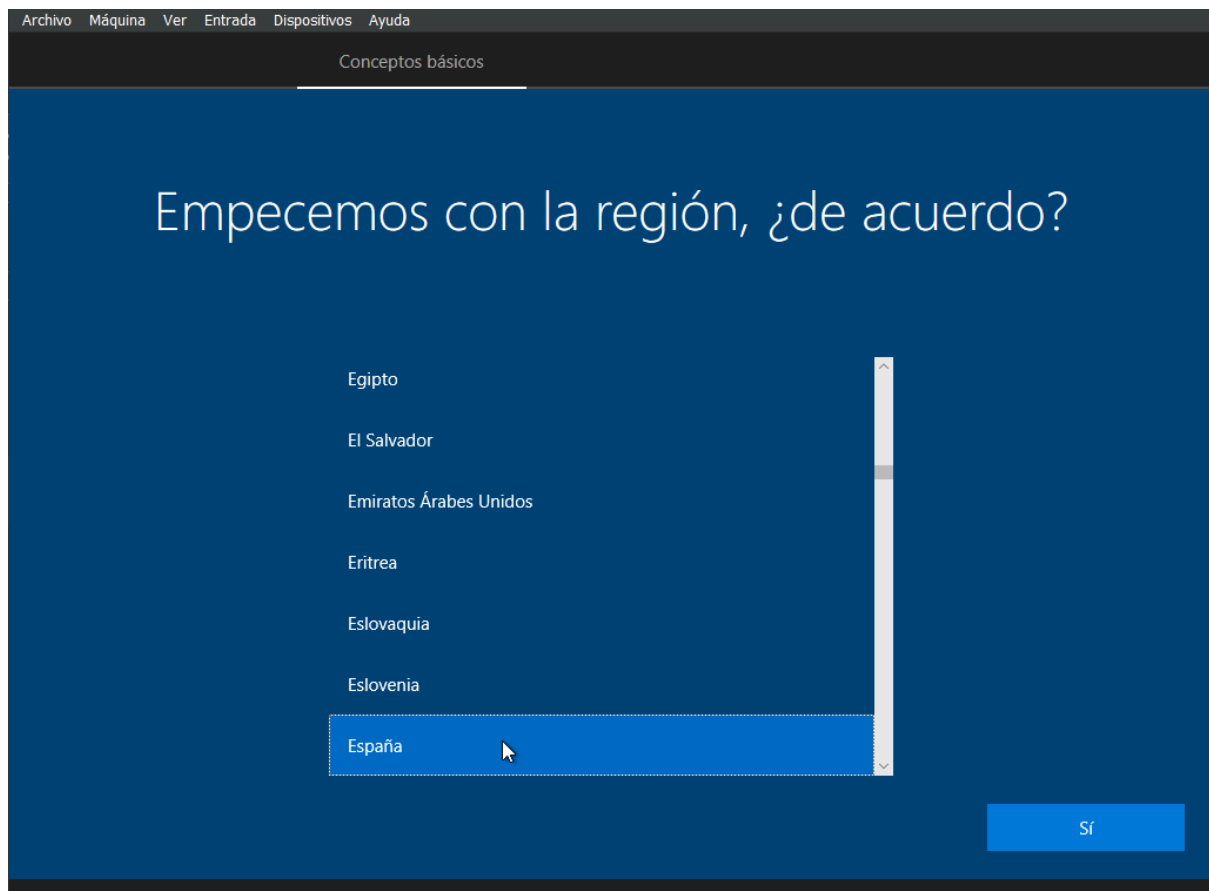 Archivo Máquina Ver Entrada Dispositivos Ayuda
Conceptos básicos
Empecemos con la región, ¿de acuerdo?
Egipto
El Salvador
Emiratos Árabes Unidos
Eritrea
Eslovaquia
Eslovenia
España
Sí